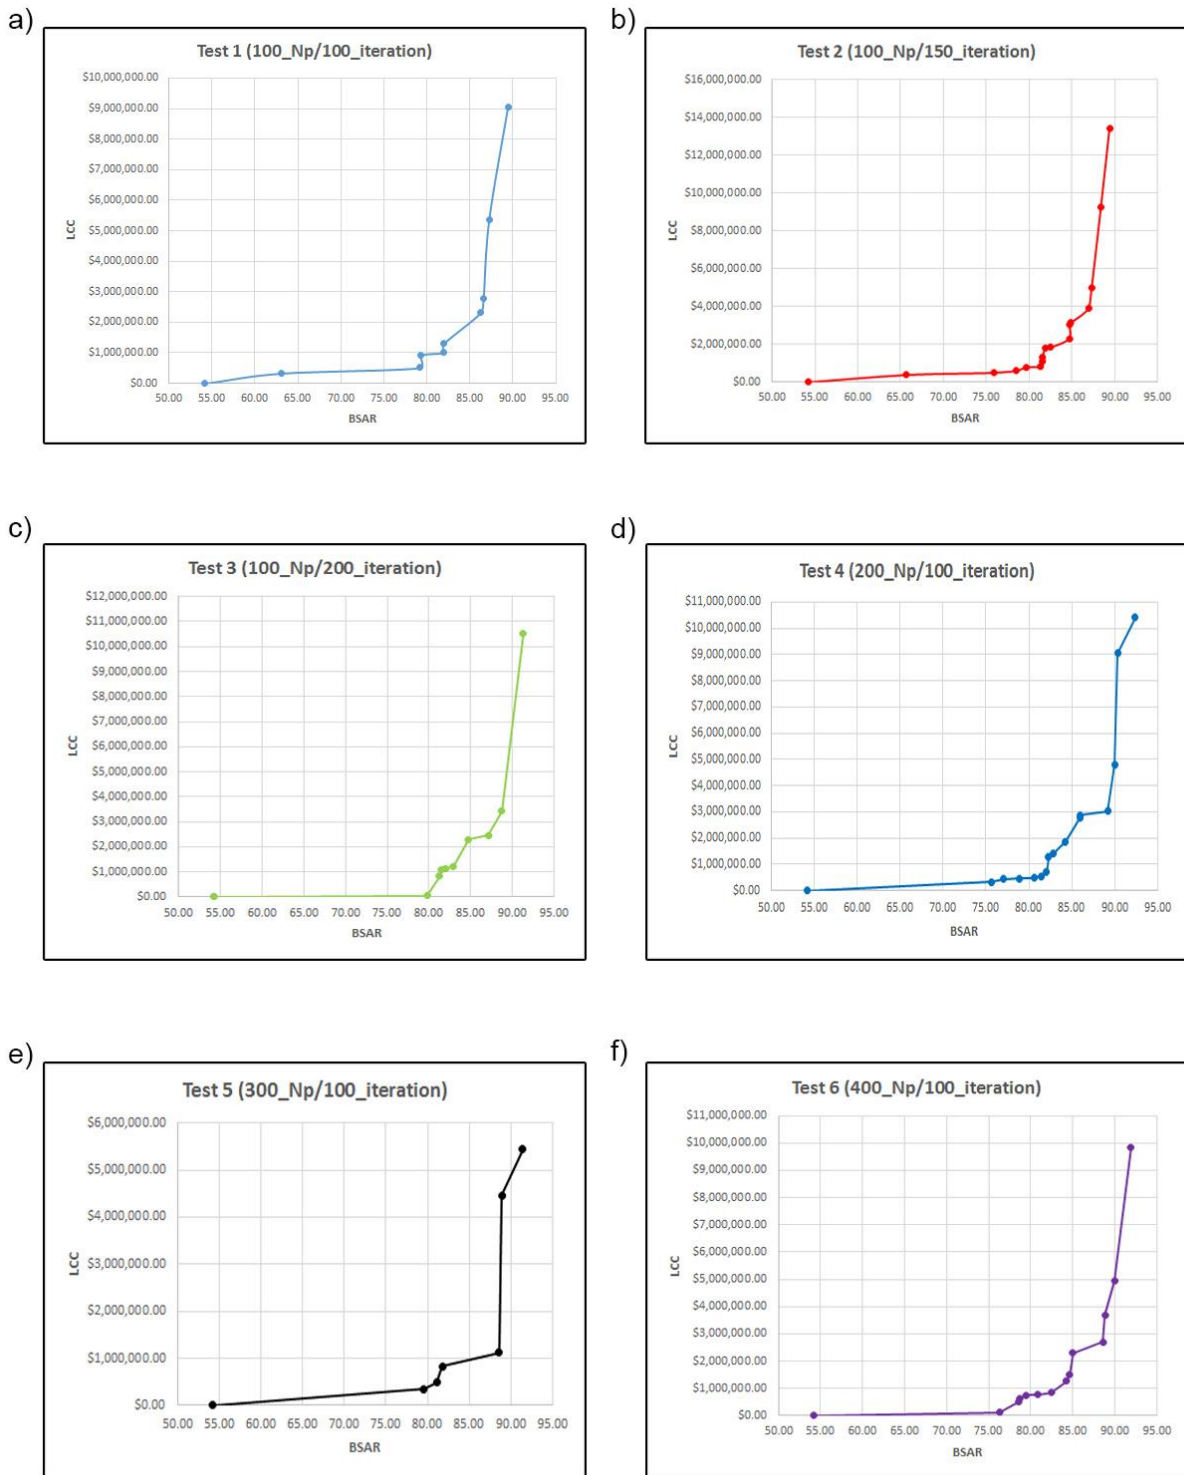 a)
Test 1 (100_Np/100_iteration)
$10,000,000.00
$9,000,000.00
$8,000,000.00
$7,000,000.00
$6,000,000.00
$5,000,000.00
$4,000,000.00
$3,000,000.00
$2,000,000.00
$1,000,000.00
$0.00
LCC
50.00 55.00 60.00 65.00 70.00 75.00 80.00 85.00 90.00 95.00
BSAR
b)
Test 2 (100_Np/150_iteration)
$16,000,000.00
$14,000,000.00
$12,000,000.00
$10,000,000.00
$8,000,000.00
$6,000,000.00
$4,000,000.00
$2,000,000.00
$0.00
LCC
50.00 55.00 60.00 65.00 70.00 75.00 80.00 85.00 90.00 95.00
BSAR
c)
Test 3 (100_Np/200_iteration)
$12,000,000.00
$11,000,000.00
$10,000,000.00
$9,000,000.00
$8,000,000.00
$7,000,000.00
$6,000,000.00
$5,000,000.00
$4,000,000.00
$3,000,000.00
$2,000,000.00
$1,000,000.00
$0.00
LCC
50.00 55.00 60.00 65.00 70.00 75.00 80.00 85.00 90.00 95.00
BSAR
d)
Test 4 (200_Np/100_iteration)
$11,000,000.00
$10,000,000.00
$9,000,000.00
$8,000,000.00
$7,000,000.00
$6,000,000.00
$5,000,000.00
$4,000,000.00
$3,000,000.00
$2,000,000.00
$1,000,000.00
$0.00
LCC
50.00 55.00 60.00 65.00 70.00 75.00 80.00 85.00 90.00 95.00
BSAR
e)
Test 5 (300_Np/100_iteration)
$6,000,000.00
$5,000,000.00
$4,000,000.00
$3,000,000.00
$2,000,000.00
$1,000,000.00
$0.00
LCC
50.00 55.00 60.00 65.00 70.00 75.00 80.00 85.00 90.00 95.00
BSAR
f)
Test 6 (400_Np/100_iteration)
$11,000,000.00
$10,000,000.00
$9,000,000.00
$8,000,000.00
$7,000,000.00
$6,000,000.00
$5,000,000.00
$4,000,000.00
$3,000,000.00
$2,000,000.00
$1,000,000.00
$0.00
LCC
50.00 55.00 60.00 65.00 70.00 75.00 80.00 85.00 90.00 95.00
BSAR